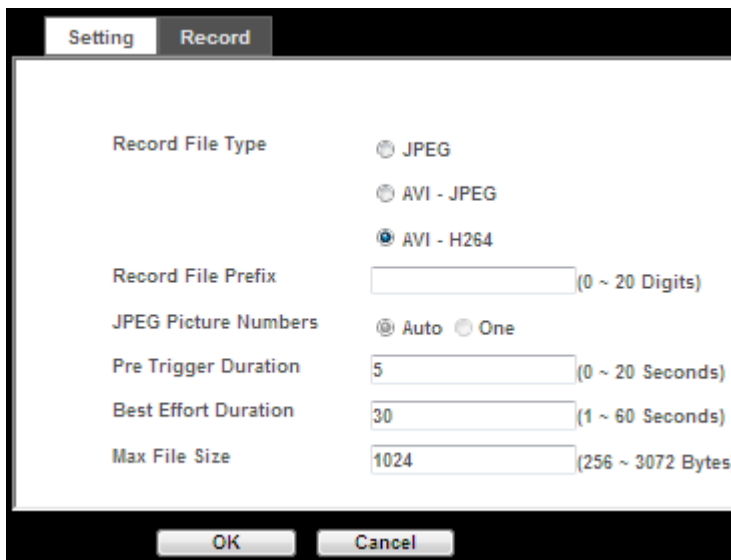 Setting Record
Record File Type JPEG
AVI - JPEG
AVI - H264
Record File Prefix (0 ~ 20 Digits)
JPEG Picture Numbers Auto One
Pre Trigger Duration 5 (0 ~ 20 Seconds)
Best Effort Duration 30 (1 ~ 60 Seconds)
Max File Size 1024 (256 ~ 3072 Bytes
OK Cancel